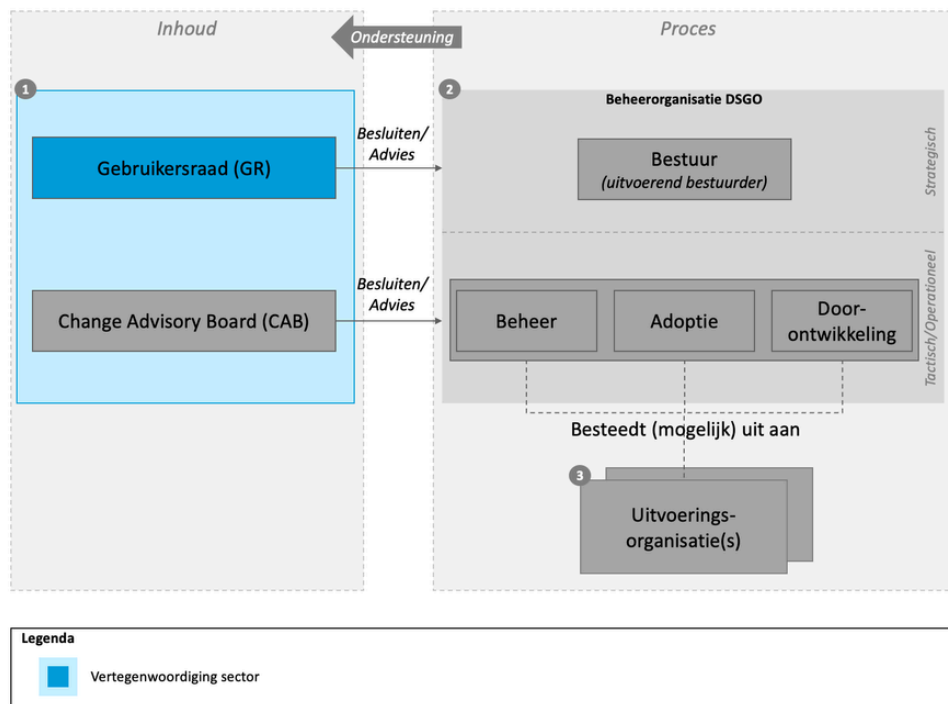 Inhoud
Ondersteuning
Proces
1
Gebruikersraad (GR)
Change Advisory Board (CAB)
Besluiten/
Advies
Besluiten/
Advies
2
Beheerorganisatie DSGO
Bestuur
(uitvoerend bestuurder)
Strategisch
Beheer
Adoptie
Door-
ontwikkeling
Tactisch/Operationeel
Besteedt (mogelijk) uit aan
3
Uitvoerings-
organisatie(s)
Legenda
Vertegenwoordiging sector